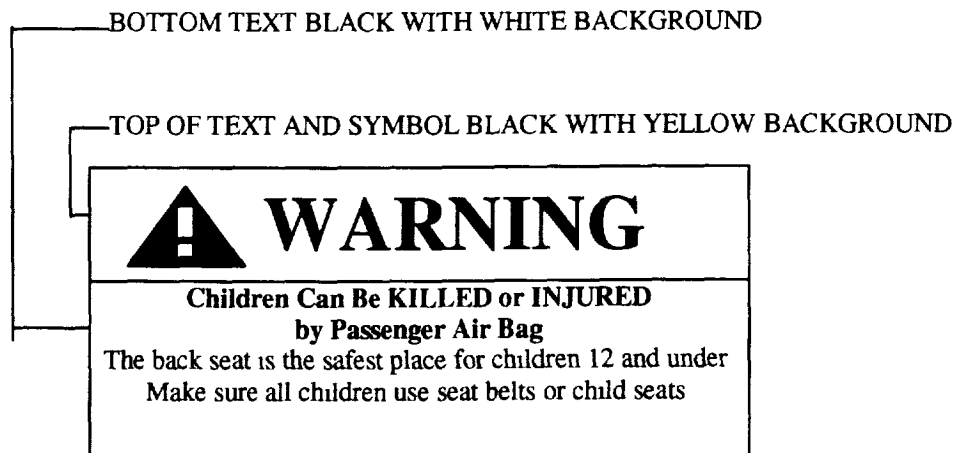 BOTTOM TEXT BLACK WITH WHITE BACKGROUND
TOP OF TEXT AND SYMBOL BLACK WITH YELLOW BACKGROUND
WARNING
Children Can Be KILLED or INJURED
by Passenger Air Bag
The back seat is the safest place for children 12 and under
Make sure all children use seat belts or child seats